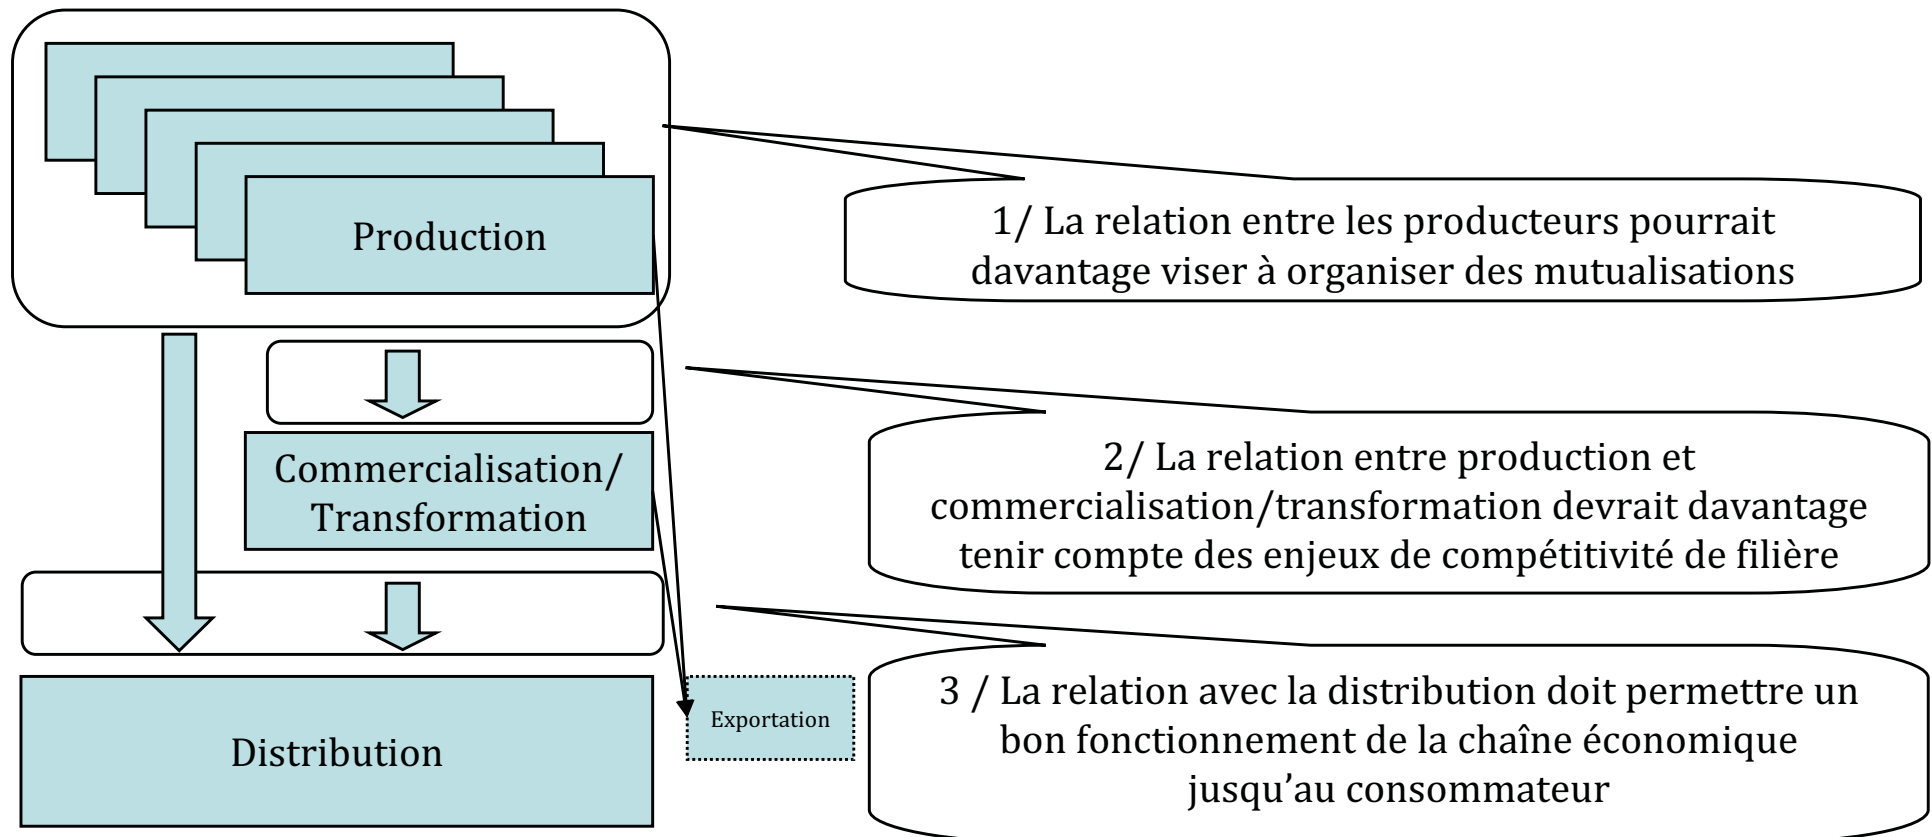 Production
1/ La relation entre les producteurs pourrait
davantage viser à organiser des mutualisations
Commercialisation/
Transformation
2/ La relation entre production et
commercialisation/transformation devrait davantage
tenir compte des enjeux de compétitivité de filière
Distribution
Exportation
3 / La relation avec la distribution doit permettre un
bon fonctionnement de la chaîne économique
jusqu’au consommateur